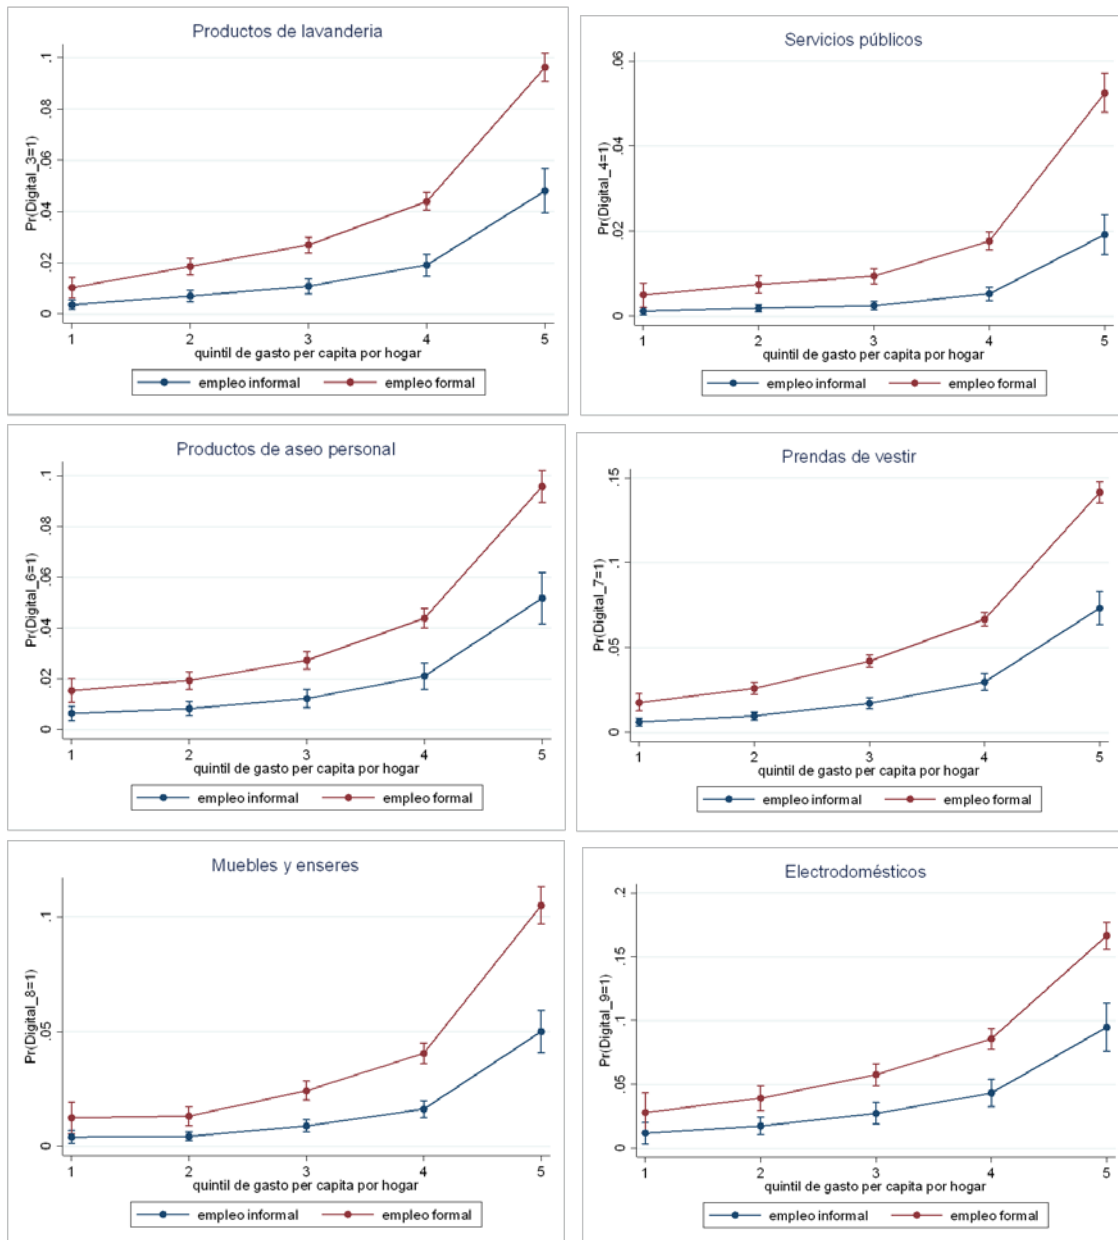 Productos de lavanderia
Pr(Digital_3=1)
.1
.08
.06
.04
.02
0
1 2 3 4 5
quintil de gasto per capita por hogar
empleo informal empleo formal
Servicios públicos
Pr(Digital_4=1)
.06
.04
.02
0
1 2 3 4 5
quintil de gasto per capita por hogar
empleo informal empleo formal
Productos de aseo personal
Pr(Digital_6=1)
.1
.08
.06
.04
.02
0
1 2 3 4 5
quintil de gasto per capita por hogar
empleo informal empleo formal
Prendas de vestir
Pr(Digital_7=1)
.15
.1
.05
0
1 2 3 4 5
quintil de gasto per capita por hogar
empleo informal empleo formal
Muebles y enseres
Pr(Digital_8=1)
.1
.05
0
1 2 3 4 5
quintil de gasto per capita por hogar
empleo informal empleo formal
Electrodomésticos
Pr(Digital_9=1)
.2
.15
.1
.05
0
1 2 3 4 5
quintil de gasto per capita por hogar
empleo informal empleo formal